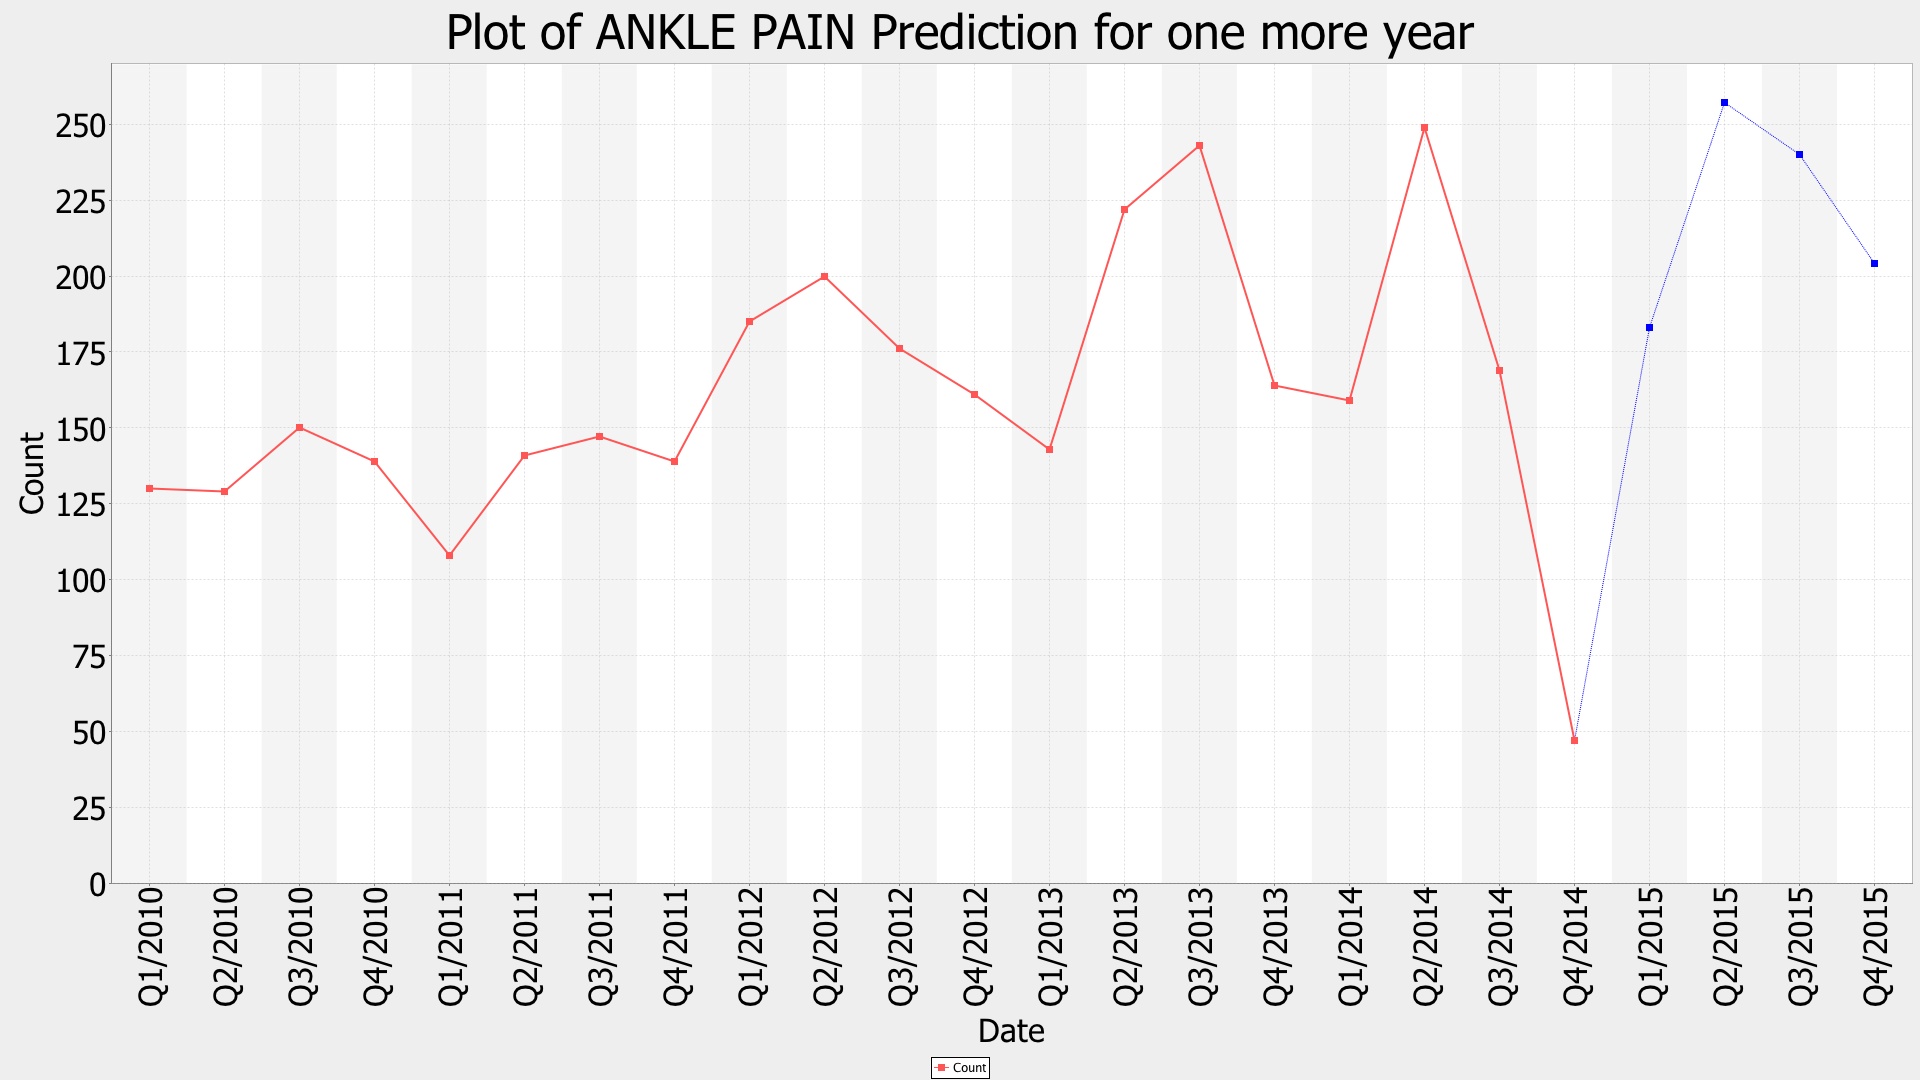 Plot of ANKLE PAIN Prediction for one more year
Count
250
225
200
175
150
125
100
75
50
25
0
Q1/2010
Q2/2010
Q3/2010
Q4/2010
Q1/2011
Q2/2011
Q3/2011
Q4/2011
Q1/2012
Q2/2012
Q3/2012
Q4/2012
Q1/2013
Q2/2013
Q3/2013
Q4/2013
Q1/2014
Q2/2014
Q3/2014
Q4/2014
Q1/2015
Q2/2015
Q3/2015
Q4/2015
Date
Count